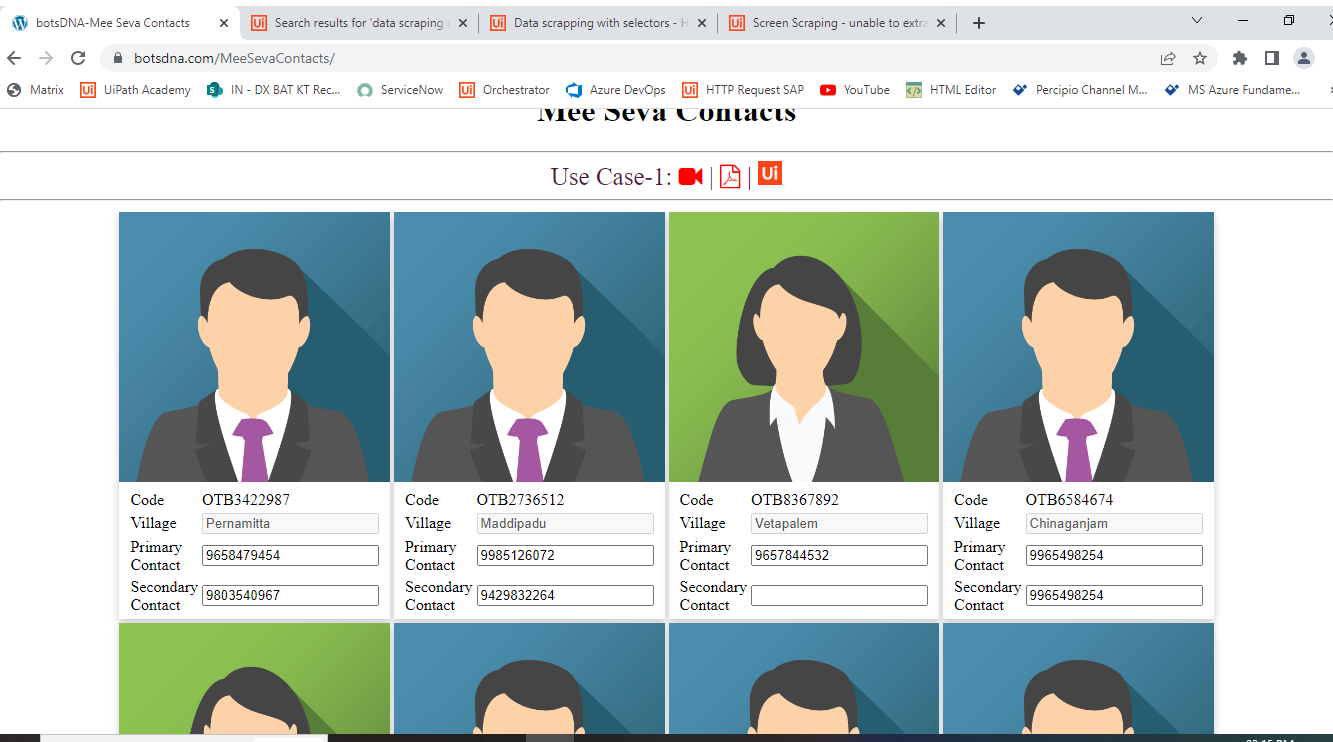 botsDNA-Mee Seva Contacts
Search results for 'data scraping
Data scrapping with selectors - H
Screen Scraping - unable to extra
botsdna.com/MeeSevaContacts/
Matrix
Ui UiPath Academy
S IN - DX BAT KT Rec...
ServiceNow
Ui Orchestrator
Azure DevOps
Ui HTTP Request SAP
YouTube
HTML Editor
Percipio Channel M...
MS Azure Fundame...
Mee Seva Contacts
Use Case-1: | | Ui
Code OTB3422987
Village Pernamitta
Primary Contact 9658479454
Secondary Contact 9803540967
Code OTB2736512
Village Maddipadu
Primary Contact 9985126072
Secondary Contact 9429832264
Code OTB8367892
Village Vetapalem
Primary Contact 9657844532
Secondary Contact
Code OTB6584674
Village Chinaganjam
Primary Contact 9965498254
Secondary Contact 9965498254